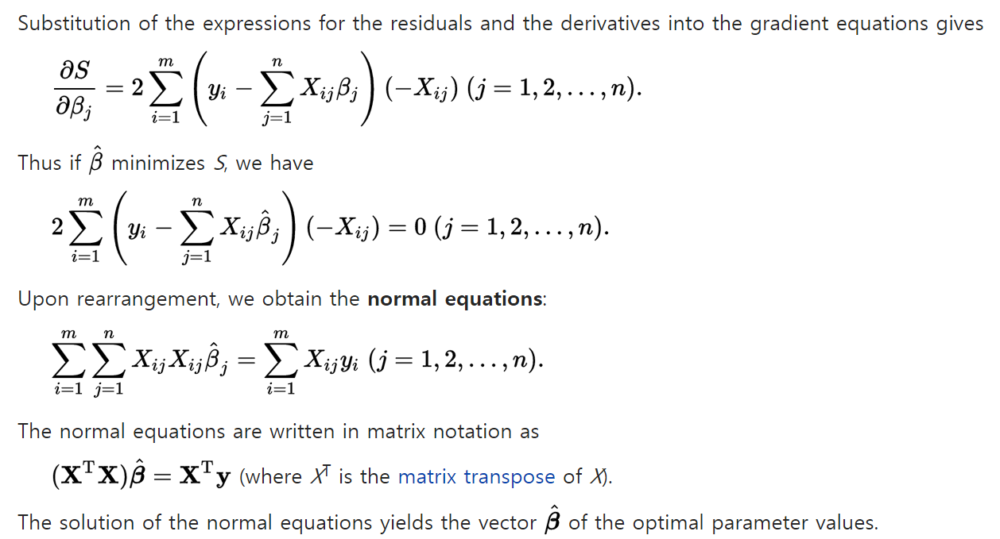 Substitution of the expressions for the residuals and the derivatives into the gradient equations gives
$\frac{\partial S}{\partial \beta_j} = 2 \sum_{i=1}^{m} \left( y_i - \sum_{j=1}^{n} X_{ij} \beta_j \right) (-X_{ij}) \ (j = 1, 2, \ldots, n).$
Thus if $\hat{\beta}$ minimizes S, we have
$2 \sum_{i=1}^{m} \left( y_i - \sum_{j=1}^{n} X_{ij} \hat{\beta}_j \right) (-X_{ij}) = 0 \ (j = 1, 2, \ldots, n).$
Upon rearrangement, we obtain the normal equations:
$\sum_{i=1}^{m} \sum_{j=1}^{n} X_{ij} X_{ij} \hat{\beta}_j = \sum_{i=1}^{m} X_{ij} y_i \ (j = 1, 2, \ldots, n).$
The normal equations are written in matrix notation as
$(\mathbf{X}^{\mathrm{T}} \mathbf{X}) \hat{\boldsymbol{\beta}} = \mathbf{X}^{\mathrm{T}} \mathbf{y}$ (where $X^T$ is the matrix transpose of X).
The solution of the normal equations yields the vector $\hat{\boldsymbol{\beta}}$ of the optimal parameter values.